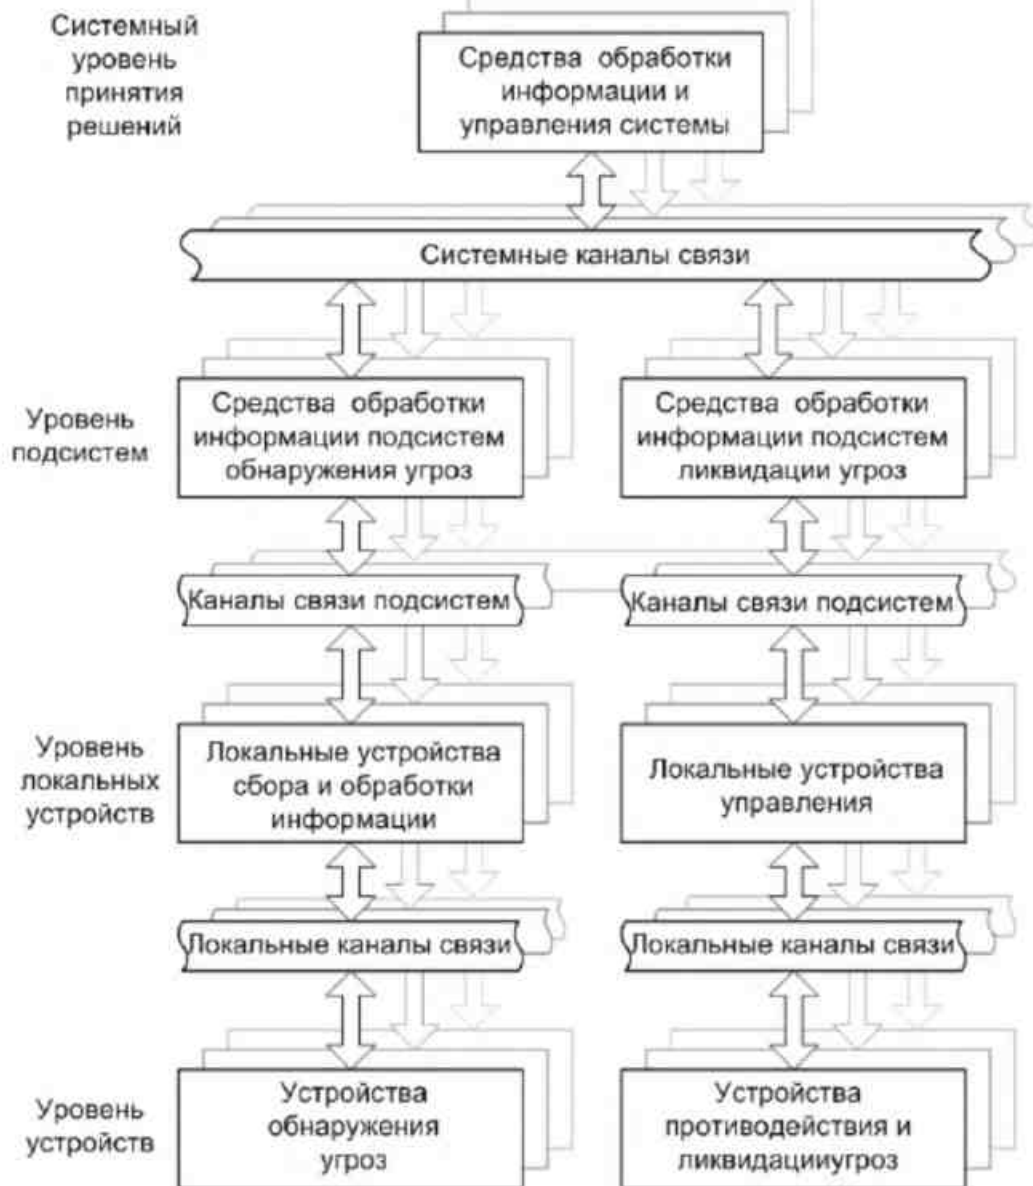 Системный
уровень
принятия
решений
Средства обработки
информации и
управления системы
Системные каналы связи
Уровень
подсистем
Средства обработки
информации подсистем
обнаружения угроз
Средства обработки
информации подсистем
ликвидации угроз
Каналы связи подсистем
Каналы связи подсистем
Уровень
локальных
устройств
Локальные устройства
сбора и обработки
информации
Локальные устройства
управления
Локальные каналы связи
Локальные каналы связи
Уровень
устройств
Устройства
обнаружения
угроз
Устройства
противодействия и
ликвидацииугроз